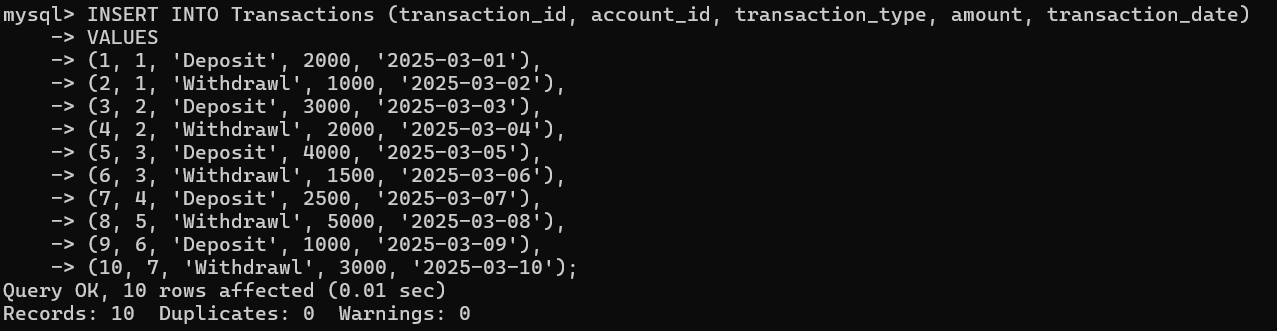 mysql> INSERT INTO Transactions (transaction_id, account_id, transaction_type, amount, transaction_date)
    -> VALUES
    -> (1, 1, 'Deposit', 2000, '2025-03-01'),
    -> (2, 1, 'Withdrawl', 1000, '2025-03-02'),
    -> (3, 2, 'Deposit', 3000, '2025-03-03'),
    -> (4, 2, 'Withdrawl', 2000, '2025-03-04'),
    -> (5, 3, 'Deposit', 4000, '2025-03-05'),
    -> (6, 3, 'Withdrawl', 1500, '2025-03-06'),
    -> (7, 4, 'Deposit', 2500, '2025-03-07'),
    -> (8, 5, 'Withdrawl', 5000, '2025-03-08'),
    -> (9, 6, 'Deposit', 1000, '2025-03-09'),
    -> (10, 7, 'Withdrawl', 3000, '2025-03-10');
Query OK, 10 rows affected (0.01 sec)
Records: 10  Duplicates: 0  Warnings: 0